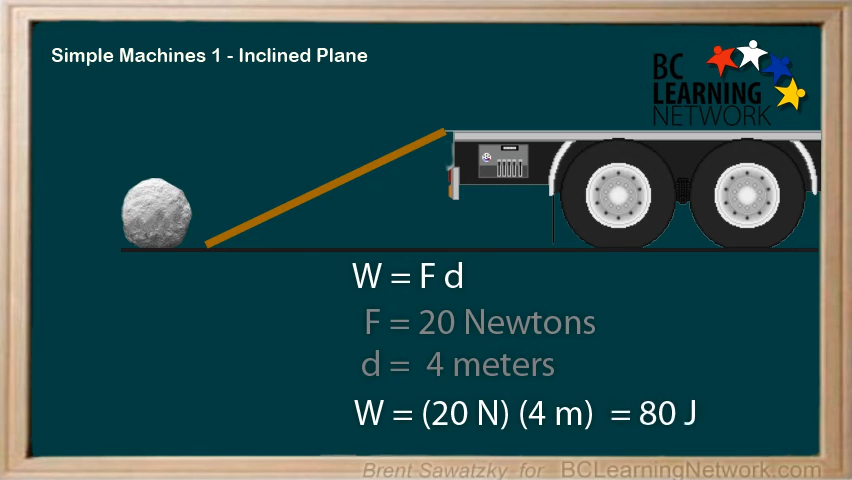 Simple Machines 1 - Inclined Plane
BC
LEARNING
NETWORK
W = F d
F = 20 Newtons
d = 4 meters
W = (20 N) (4 m) = 80 J
Brent Sawatzky for BCLearningNetwork.com